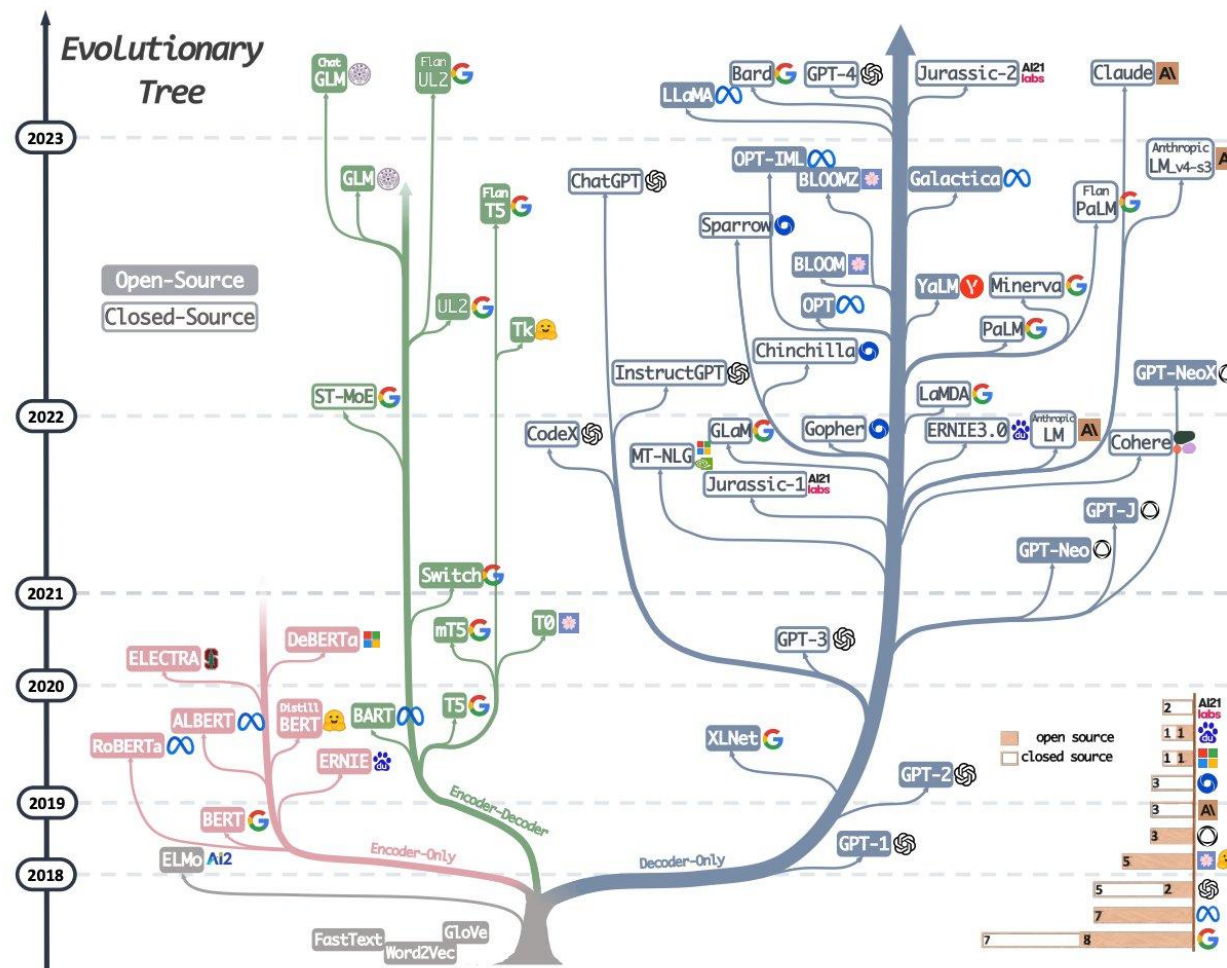 Evolutionary
Tree
2023
2022
2021
2020
2019
2018
Open-Source
Closed-Source
Chat
GLM
Flan
UL2
GLM
Flan
T5
UL2
Tk
ST-MoE
Switch
mT5
T0
T5
BART
Encoder-Decoder
DeBERTa
ELECTRA
ALBERT
Distill
BERT
RoBERTa
ERNIE
du
BERT
Encoder-Only
ELMo
AI2
FastText
Word2Vec
GloVe
Bard
GPT-4
Jurassic-2
AI21
labs
Claude
A\
LLaMA
OPT-IML
BLOOMZ
Galactica
Anthropic
LM_v4-s3
ChatGPT
Flan
PaLM
Sparrow
BLOOM
OPT
YaLM
Y
Minerva
PaLM
Chinchilla
InstructGPT
GPT-NeoX
LaMDA
CodeX
GLaM
Gopher
ERNIE3.0
du
Anthropic
LM
A\
Cohere
MT-NLG
Jurassic-1
AI21
labs
GPT-J
GPT-Neo
GPT-3
XLNet
GPT-2
GPT-1
Decoder-Only
open source
closed source
2
AI21
labs
1 1
du
1 1
3
3
A\
3
5
5 2
7
7 8